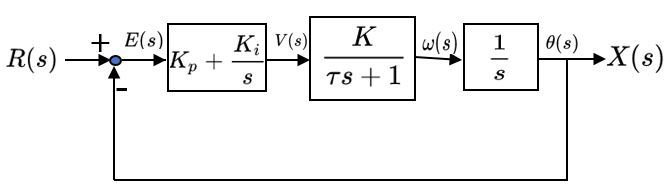 R(s) + - E(s) K_p + K_i/s V(s) K/(τs + 1) ω(s) 1/s θ(s) X(s)